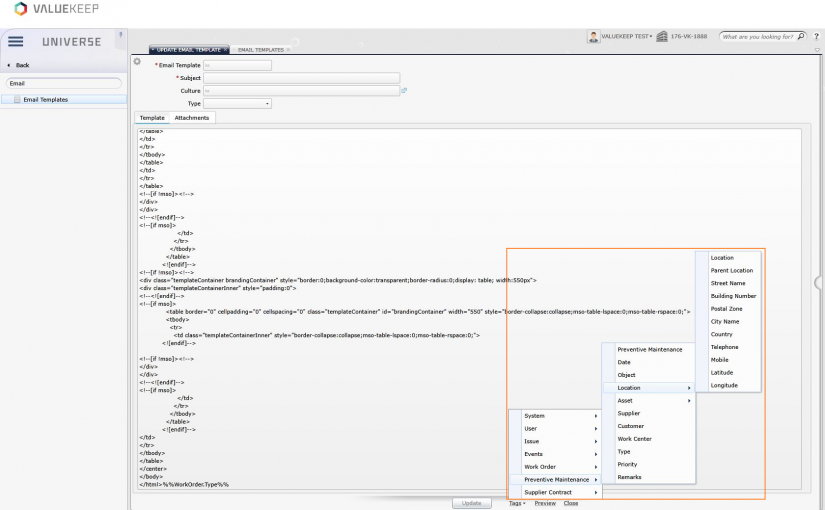 VALUEKEEP
UNIVERSE
VALUEKEEP TEST
176-VK-1888
What are you looking for?
?
UPDATE EMAIL TEMPLATE
EMAIL TEMPLATES
Back
Email
Email Templates
* Email Template
* Subject
Culture
Type
Template
Attachments
</table>
</td>
</tr>
</tbody>
</table>
</td>
</tr>
</table>
<!--[if !mso]><!-->
</div>
</div>
<!--<![endif]-->
<!--[if mso]>
</td>
</tr>
</tbody>
</table>
<![endif]-->
<!--[if !mso]><!-->
<div class="templateContainer brandingContainer" style="border:0;background-color:transparent;border-radius:0;display: table; width:550px">
<div class="templateContainerInner" style="padding:0">
<!--<![endif]-->
<!--[if mso]>
<table border="0" cellpadding="0" cellspacing="0" class="templateContainer" id="brandingContainer" width="550" style="border-collapse:collapse;mso-table-lspace:0;mso-table-rspace:0;">
<tbody>
<tr>
<td class="templateContainerInner" style="border-collapse:collapse;mso-table-lspace:0;mso-table-rspace:0;">
<![endif]-->
<!--[if !mso]><!-->
</div>
</div>
<!--<![endif]-->
<!--[if mso]>
</td>
</tr>
</tbody>
</table>
<![endif]-->
</td>
</tr>
</tbody>
</table>
</center>
</body>
</html>%%WorkOrder.Type%%
System
User
Issue
Events
Work Order
Preventive Maintenance
Supplier Contract
Preventive Maintenance
Date
Object
Location
Asset
Supplier
Customer
Work Center
Type
Priority
Remarks
Location
Parent Location
Street Name
Building Number
Postal Zone
City Name
Country
Telephone
Mobile
Latitude
Longitude
Update
Tags
Preview
Close